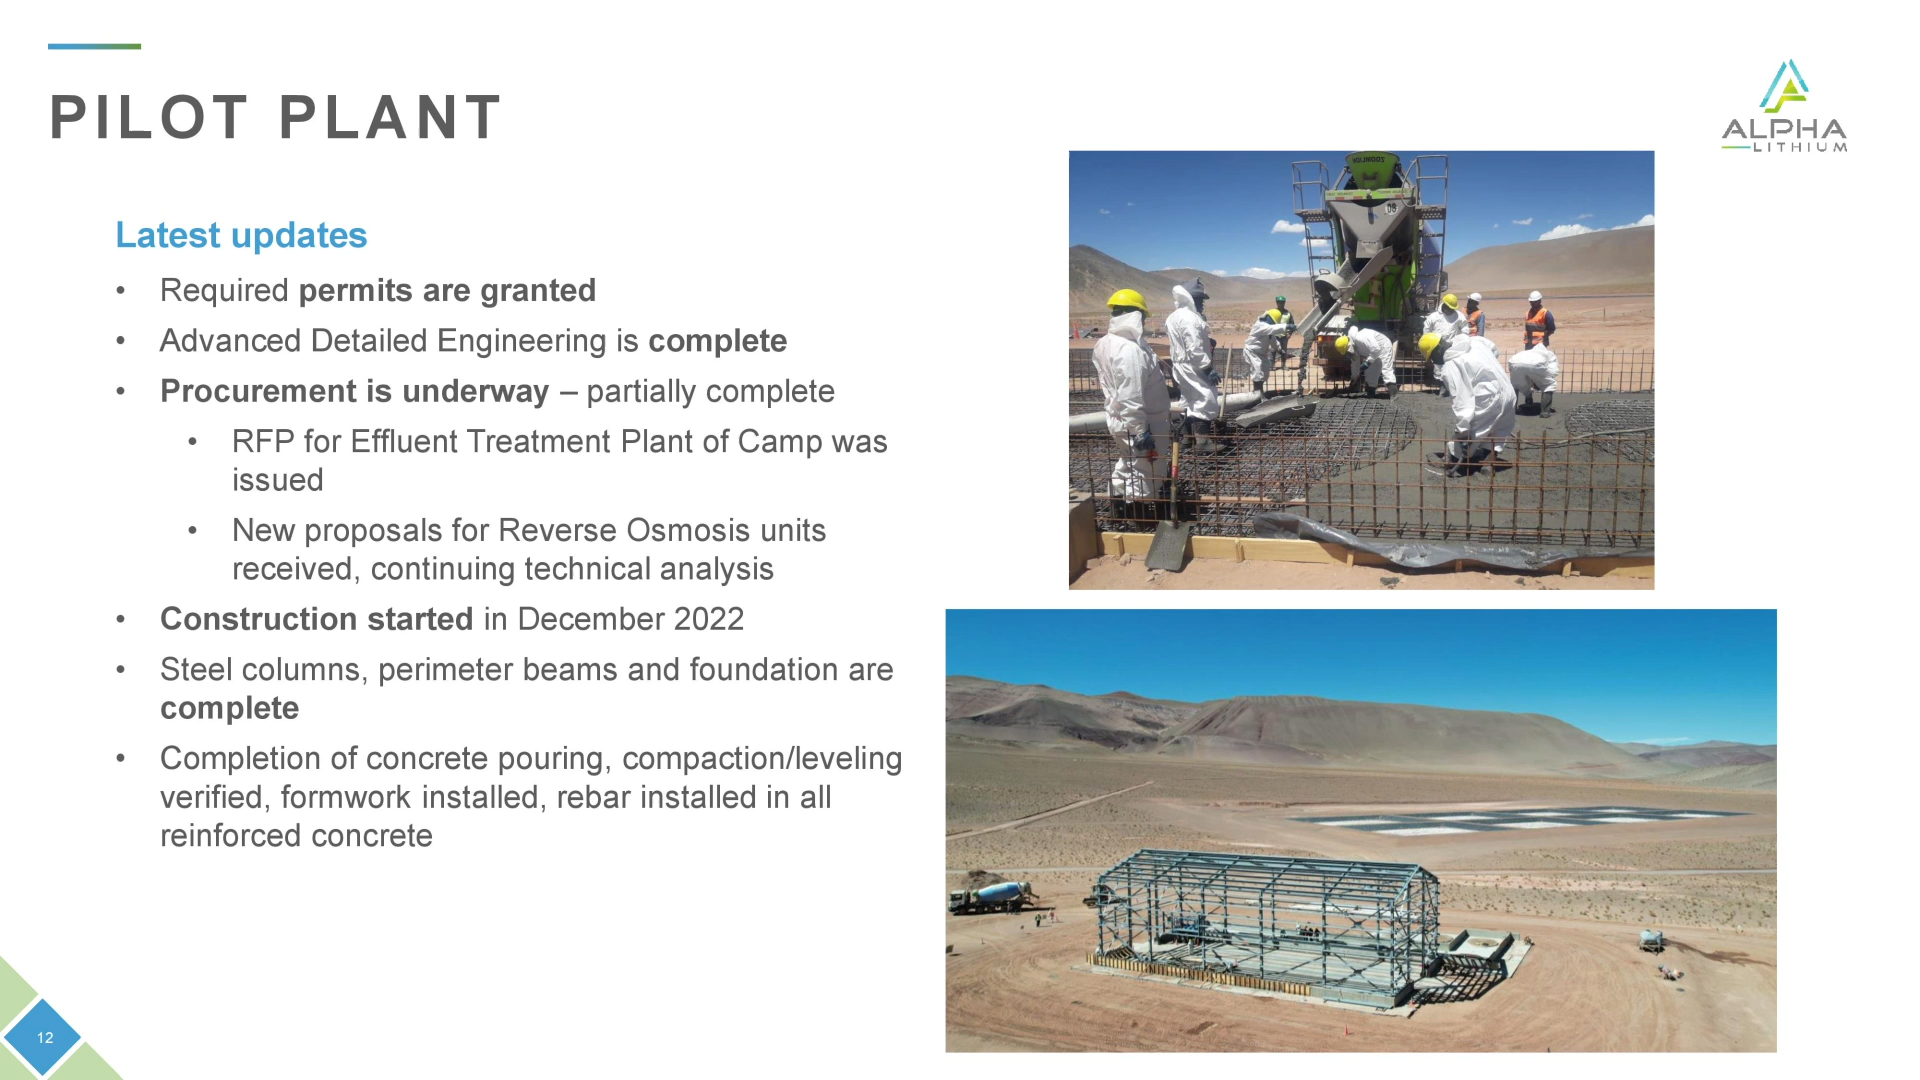 PILOT PLANT
ALPHA
LITHIUM
Latest updates
• Required permits are granted
• Advanced Detailed Engineering is complete
• Procurement is underway – partially complete
• RFP for Effluent Treatment Plant of Camp was
issued
• New proposals for Reverse Osmosis units
received, continuing technical analysis
• Construction started in December 2022
• Steel columns, perimeter beams and foundation are
complete
• Completion of concrete pouring, compaction/leveling
verified, formwork installed, rebar installed in all
reinforced concrete
12